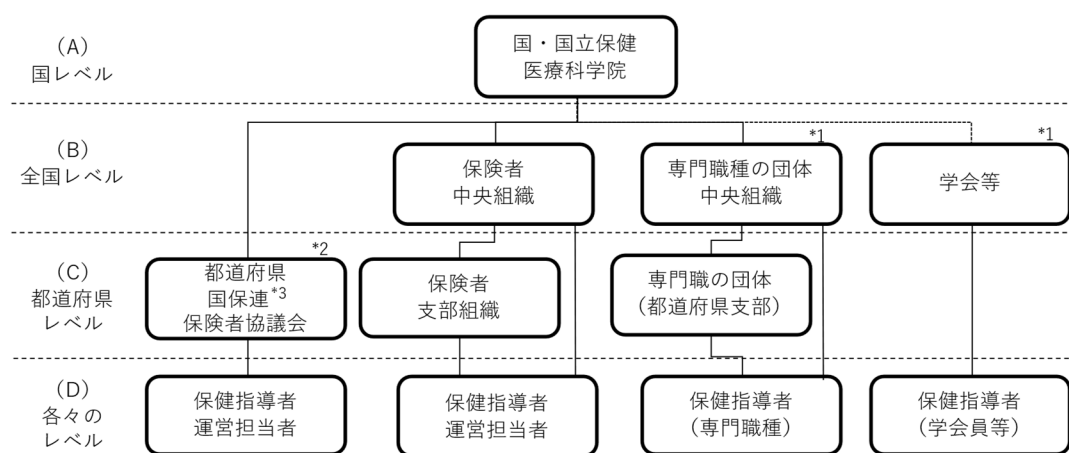 (A)
国レベル
国・国立保健
医療科学院
(B)
全国レベル
保険者
中央組織
*1
専門職種の団体
中央組織
*1
学会等
(C)
都道府県
レベル
*2
都道府県
国保連*3
保険者協議会
保険者
支部組織
専門職の団体
(都道府県支部)
(D)
各々の
レベル
保健指導者
運営担当者
保健指導者
運営担当者
保健指導者
(専門職種)
保健指導者
(学会員等)